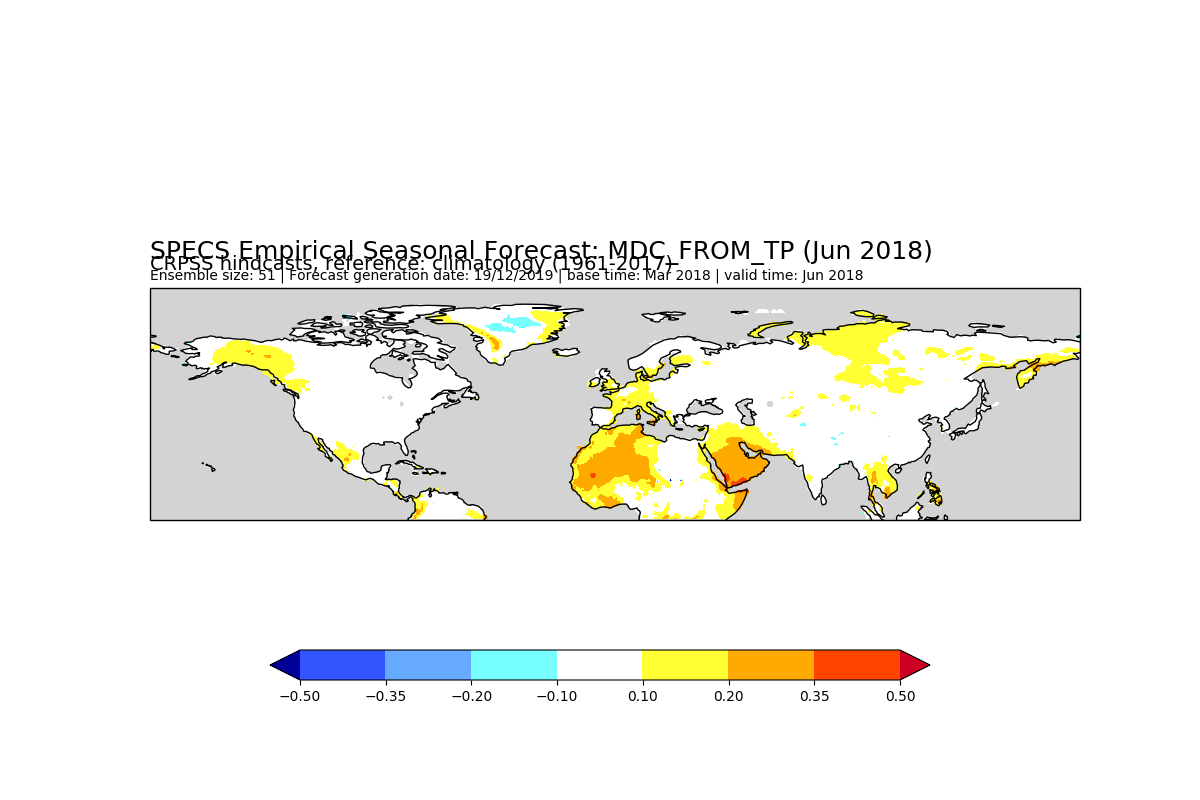 SPECS Empirical Seasonal Forecast: MDC_FROM_TP (Jun 2018)
CRPSS hindcasts, reference: climatology (1961-2017)
Ensemble size: 51 | Forecast generation date: 19/12/2019 | base time: Mar 2018 | valid time: Jun 2018
−0.50 −0.35 −0.20 −0.10 0.10 0.20 0.35 0.50